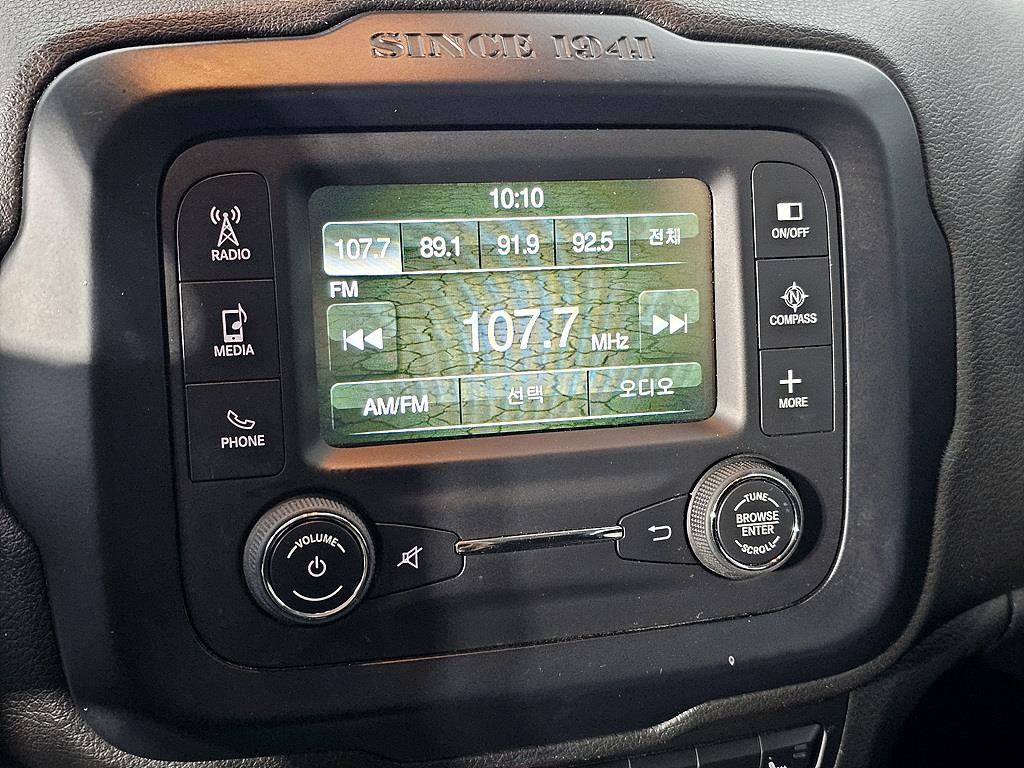 SINCE 1941
10:10
107.7 89.1 91.9 92.5 전체
FM
107.7 MHz
AM/FM 선택 오디오
RADIO
MEDIA
PHONE
ON/OFF
N
COMPASS
MORE
VOLUME
TUNE
BROWSE
ENTER
SCROLL